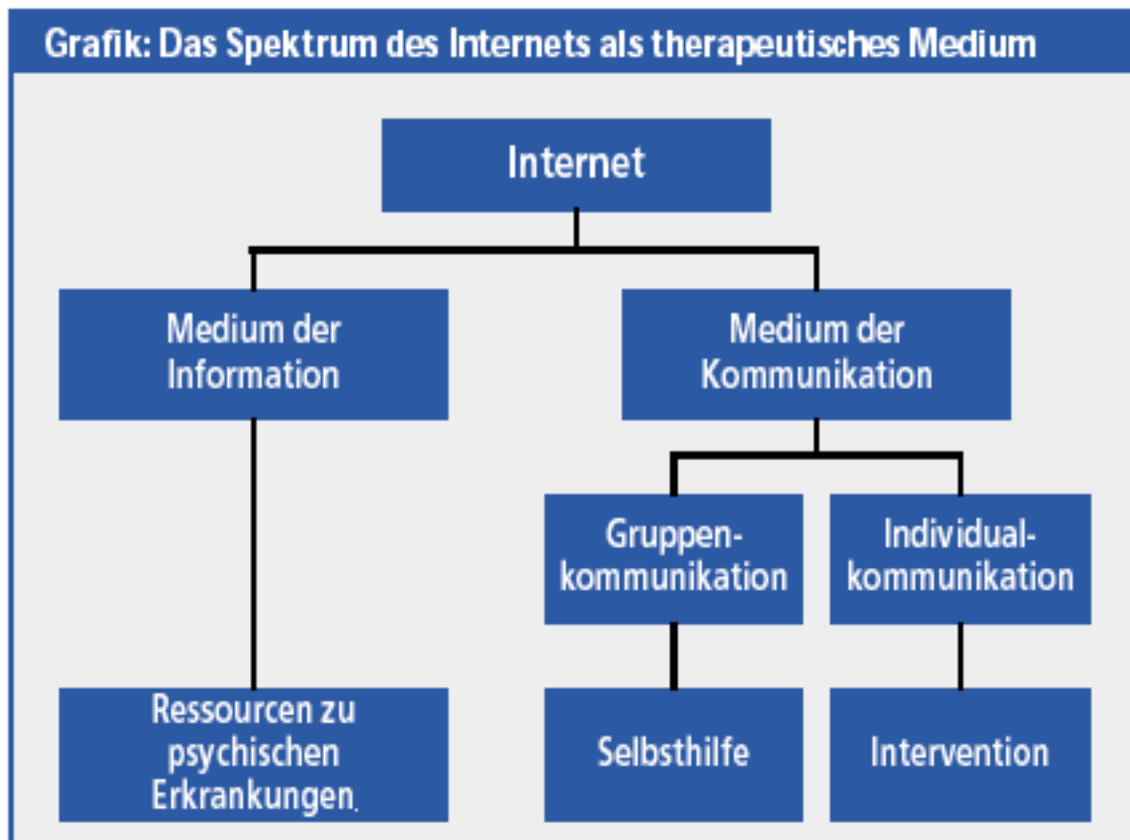 Grafik: Das Spektrum des Internets als therapeutisches Medium
Internet
Medium der
Information
Medium der
Kommunikation
Gruppen-
kommunikation
Individual-
kommunikation
Ressourcen zu
psychischen
Erkrankungen.
Selbsthilfe
Intervention